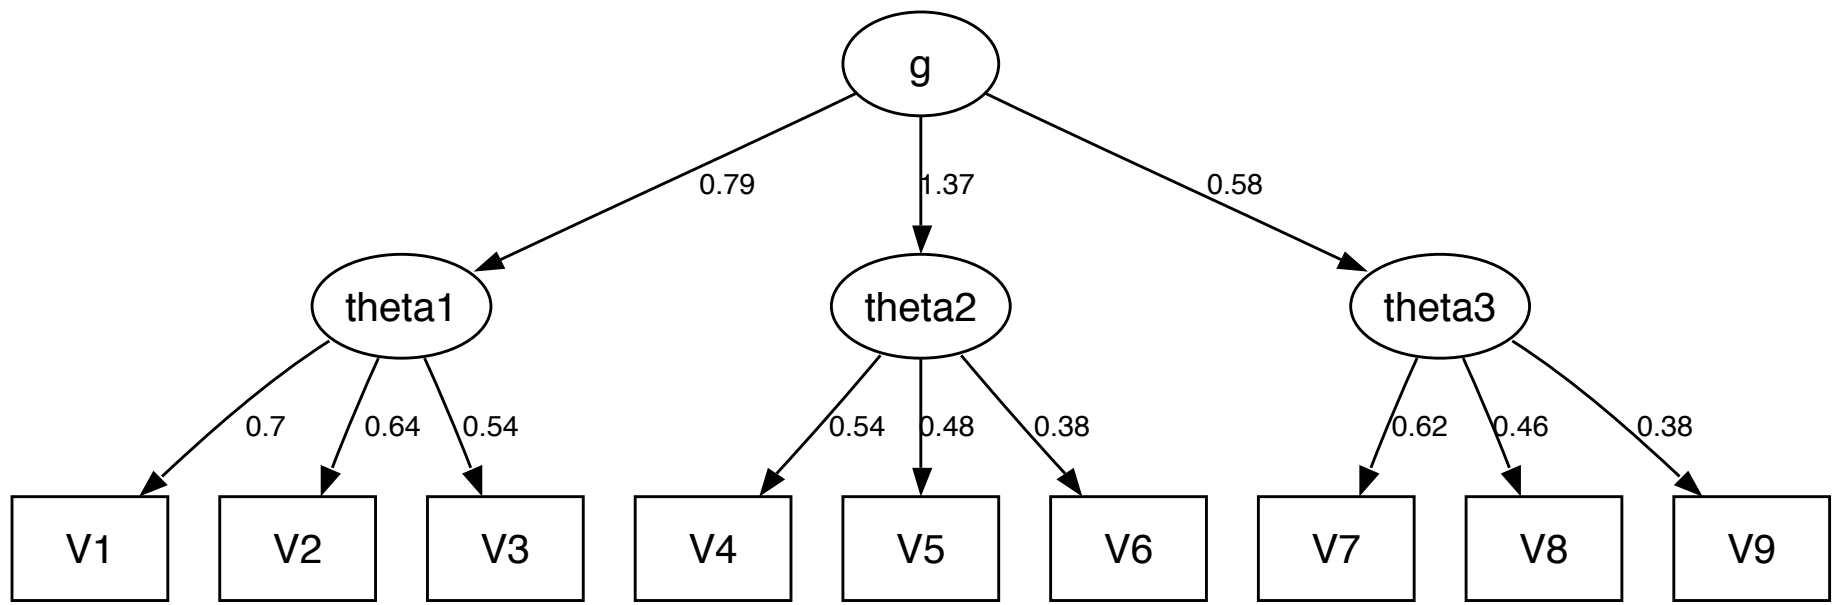 g
0.79 1.37 0.58
theta1 theta2 theta3
0.7 0.64 0.54 0.54 0.48 0.38 0.62 0.46 0.38
V1 V2 V3 V4 V5 V6 V7 V8 V9